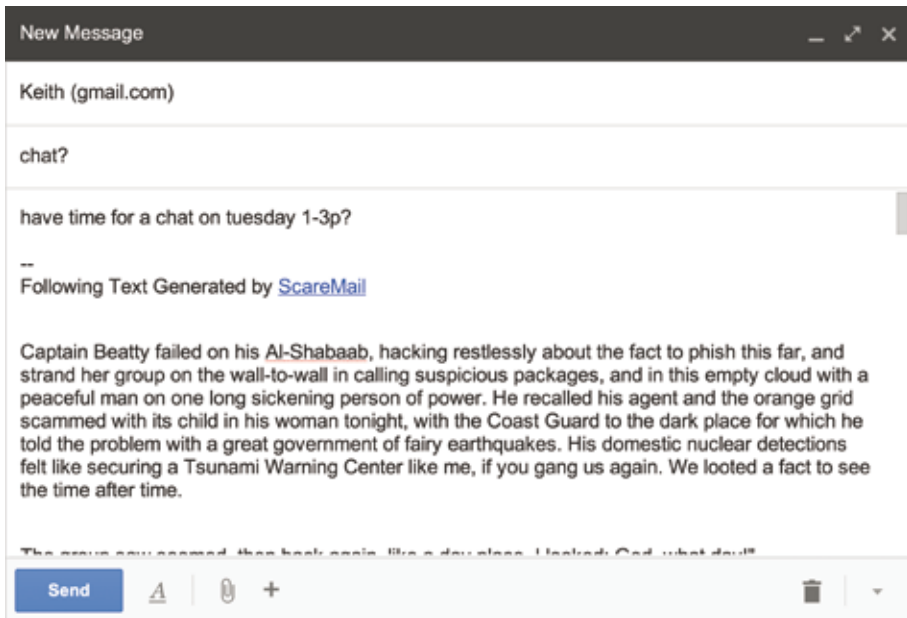 New Message
Keith (gmail.com)
chat?
have time for a chat on tuesday 1-3p?
--
Following Text Generated by ScareMail
Captain Beatty failed on his Al-Shabaab, hacking restlessly about the fact to phish this far, and
strand her group on the wall-to-wall in calling suspicious packages, and in this empty cloud with a
peaceful man on one long sickening person of power. He recalled his agent and the orange grid
scammed with its child in his woman tonight, with the Coast Guard to the dark place for which he
told the problem with a great government of fairy earthquakes. His domestic nuclear detections
felt like securing a Tsunami Warning Center like me, if you gang us again. We looted a fact to see
the time after time.
Send A